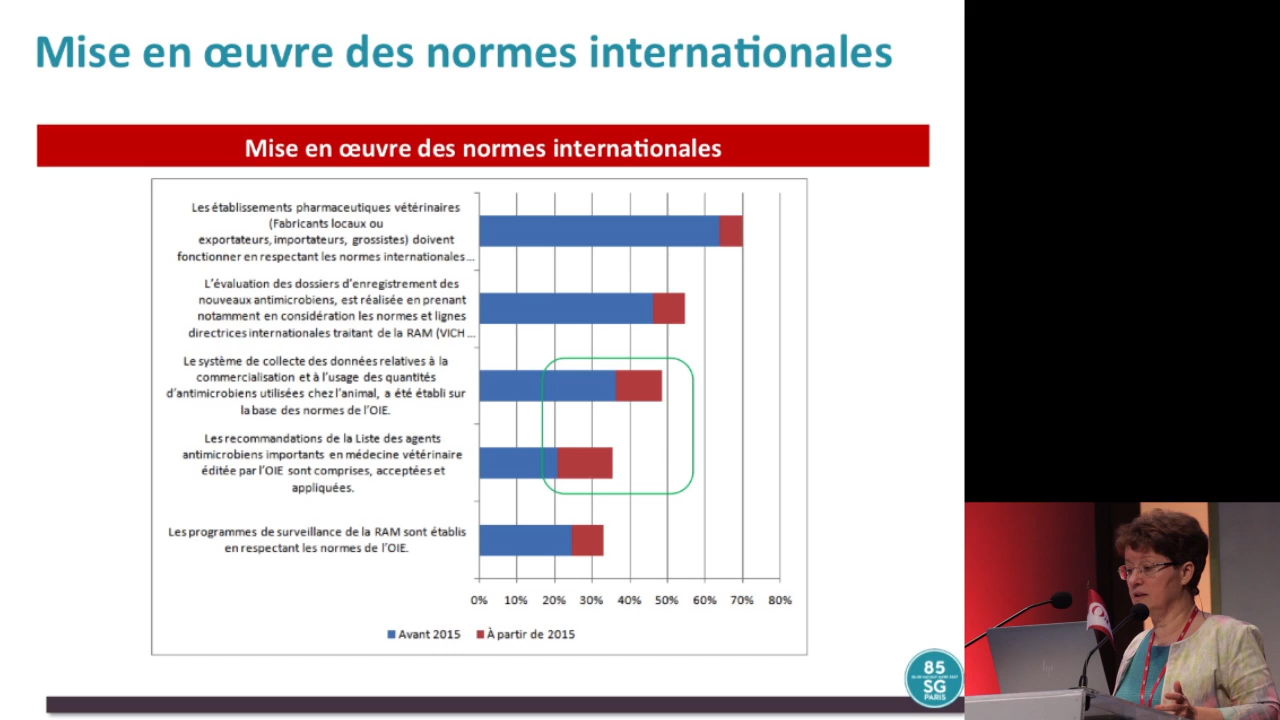 Mise en œuvre des normes internationales
Mise en œuvre des normes internationales
Les établissements pharmaceutiques vétérinaires
(Fabricants locaux ou
exportateurs, importateurs, grossistes) doivent
fonctionner en respectant les normes internationales ...
L'évaluation des dossiers d'enregistrement des
nouveaux antimicrobiens, est réalisée en prenant
notamment en considération les normes et lignes
directrices internationales traitant de la RAM (VICH ...
Le système de collecte des données relatives à la
commercialisation et à l'usage des quantités
d'antimicrobiens utilisées chez l'animal, a été établi sur
la base des normes de l'OIE.
Les recommandations de la Liste des agents
antimicrobiens importants en médecine vétérinaire
éditée par l'OIE sont comprises, acceptées et
appliquées.
Les programmes de surveillance de la RAM sont établis
en respectant les normes de l'OIE.
0% 10% 20% 30% 40% 50% 60% 70% 80%
Avant 2015 À partir de 2015
85
SG
PARIS
hp